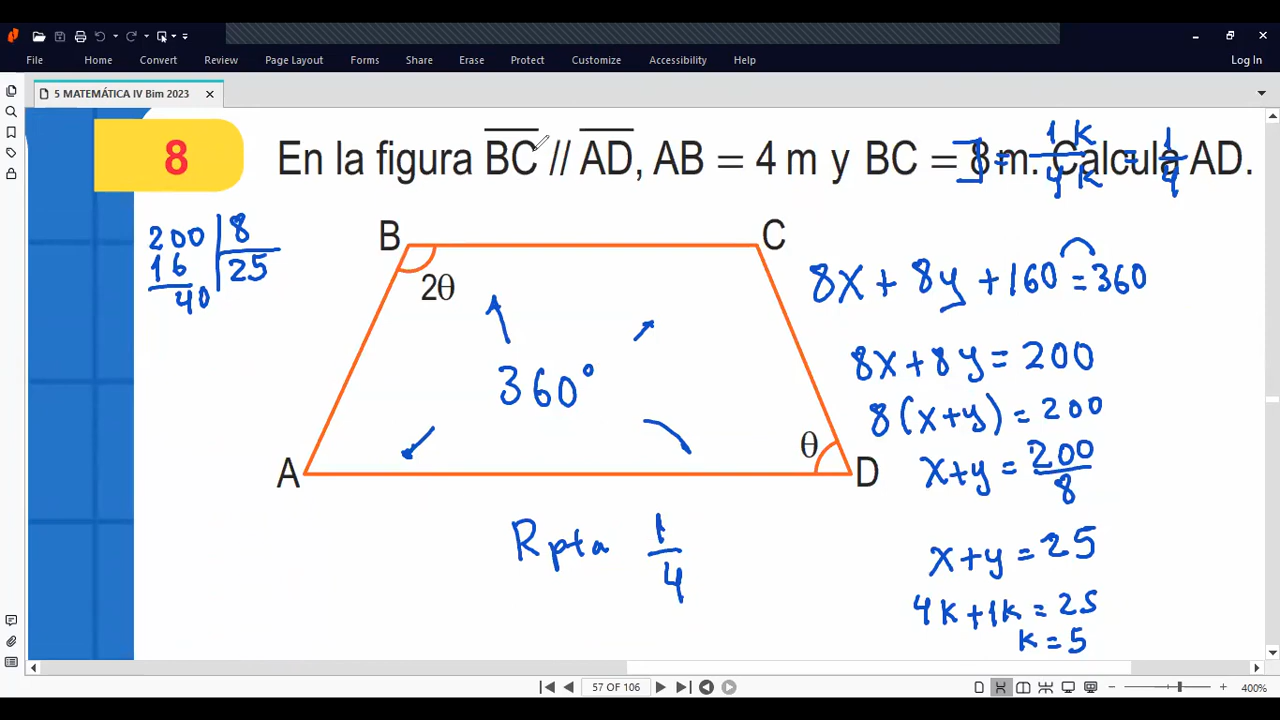 File Home Convert Review Page Layout Forms Share Erase Protect Customize Accessibility Help Log In
5 MATEMÁTICA IV Bim 2023
8 En la figura BC // AD, AB = 4 m y BC = 8 m. Calcula AD.
= 1K / 4K = 1/4
200 | 8
16 25
40
B C
2θ
8x + 8y + 160 = 360
8x + 8y = 200
360°
8(x+y) = 200
θ
A D
x+y = 200/8
Rpta 1/4
x+y = 25
4K+1K = 25
K = 5
57 OF 106
400%